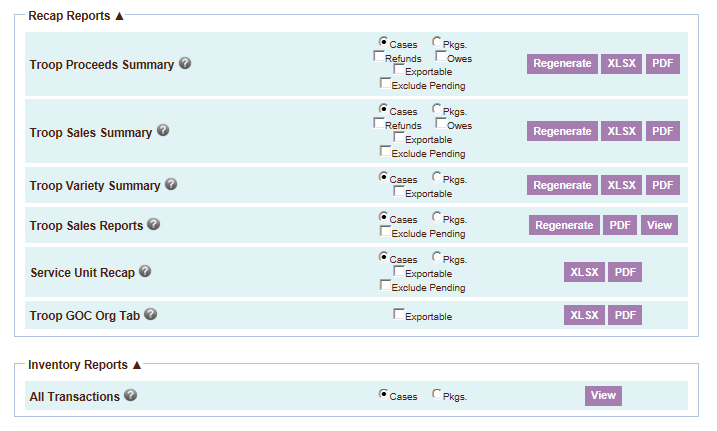 Recap Reports ▲
Troop Proceeds Summary ?
Cases Pkgs.
Refunds Owes
Exportable
Exclude Pending
Regenerate XLSX PDF
Troop Sales Summary ?
Cases Pkgs.
Refunds Owes
Exportable
Exclude Pending
Regenerate XLSX PDF
Troop Variety Summary ?
Cases Pkgs.
Exportable
Regenerate XLSX PDF
Troop Sales Reports ?
Cases Pkgs.
Exclude Pending
Regenerate PDF View
Service Unit Recap ?
Cases Pkgs.
Exportable
Exclude Pending
XLSX PDF
Troop GOC Org Tab ?
Exportable
XLSX PDF
Inventory Reports ▲
All Transactions ?
Cases Pkgs.
View